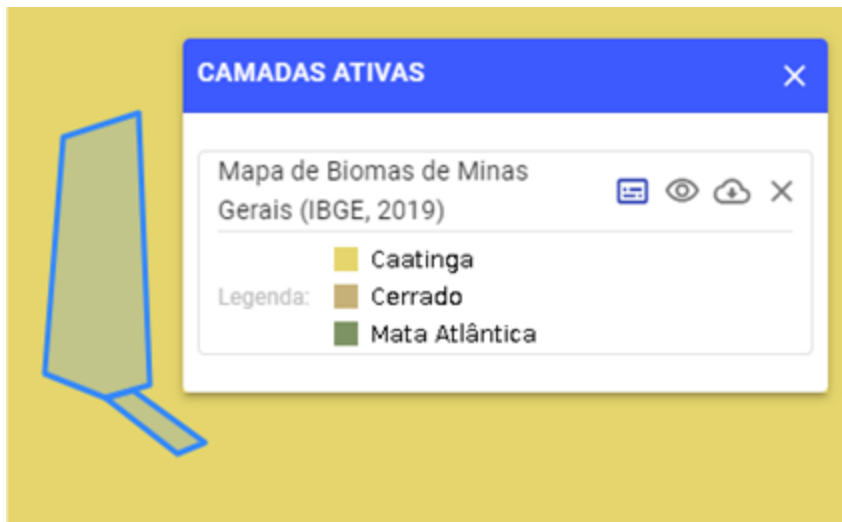 CAMADAS ATIVAS
Mapa de Biomas de Minas
Gerais (IBGE, 2019)
Legenda:
Caatinga
Cerrado
Mata Atlântica